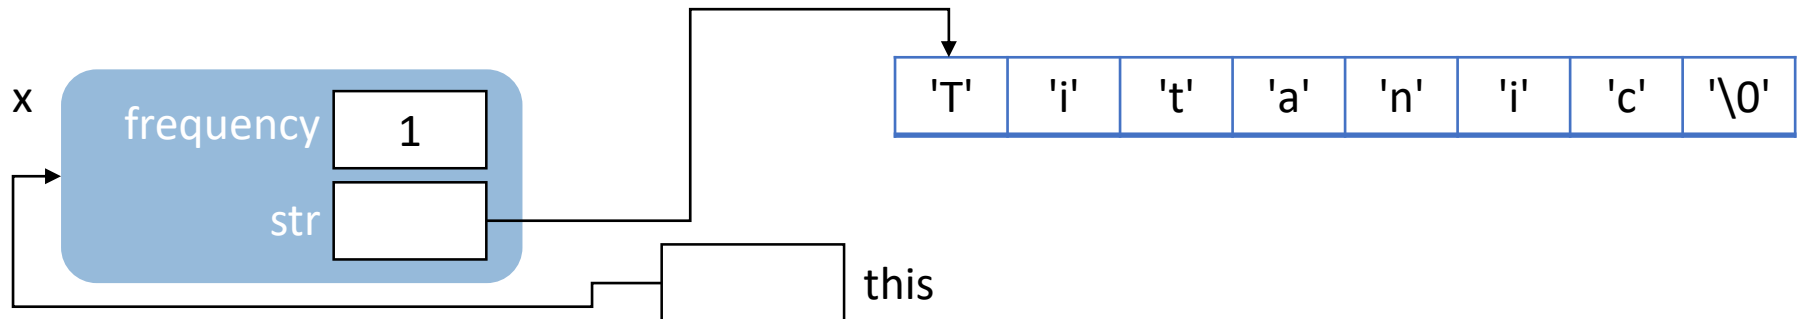 x
frequency 1
str
this
'T' 'i' 't' 'a' 'n' 'i' 'c' '\0'